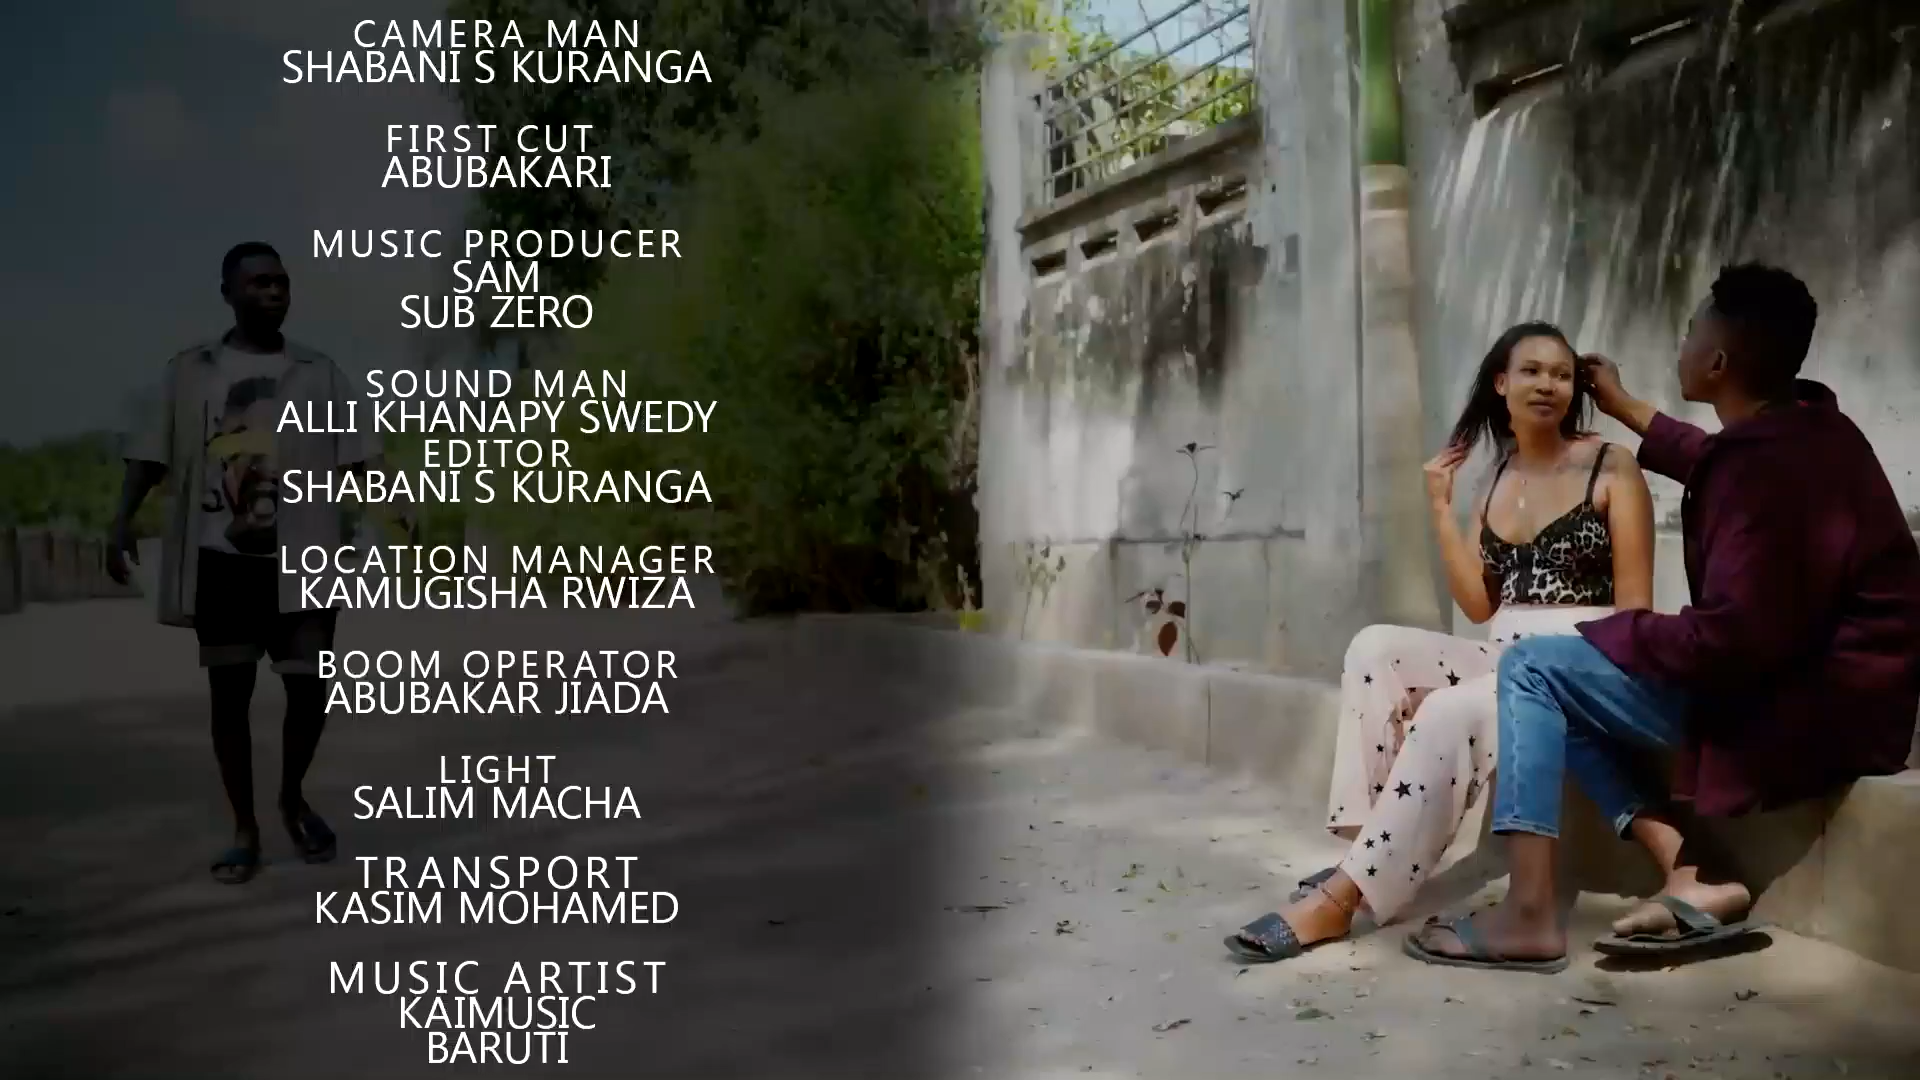 CAMERA MAN
SHABANI S KURANGA
FIRST CUT
ABUBAKARI
MUSIC PRODUCER
SAM
SUB ZERO
SOUND MAN
ALLI KHANAPY SWEDY
EDITOR
SHABANI S KURANGA
LOCATION MANAGER
KAMUGISHA RWIZA
BOOM OPERATOR
ABUBAKAR JIADA
LIGHT
SALIM MACHA
TRANSPORT
KASIM MOHAMED
MUSIC ARTIST
KAIMUSIC
BARUTI